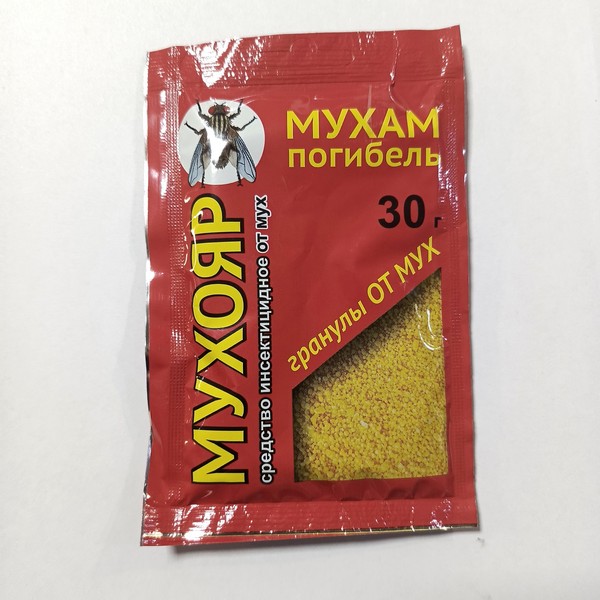 МУХАМ
погибель
30 г
гранулы ОТ МУХ
МУХОЯР
средство инсектицидное от мух